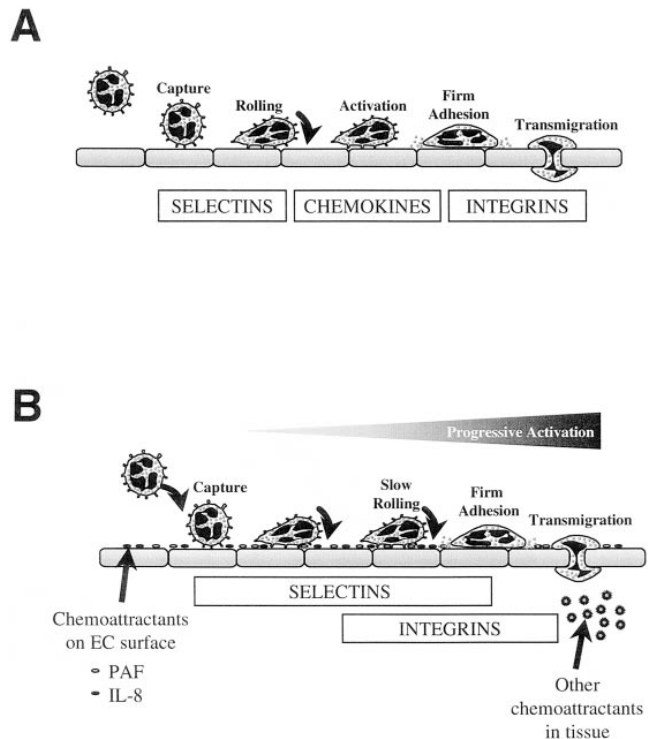 A
Capture
Rolling
Activation
Firm
Adhesion
Transmigration
SELECTINS
CHEMOKINES
INTEGRINS
B
Progressive Activation
Capture
Slow
Rolling
Firm
Adhesion
Transmigration
SELECTINS
INTEGRINS
Chemoattractants
on EC surface
PAF
IL-8
Other
chemoattractants
in tissue